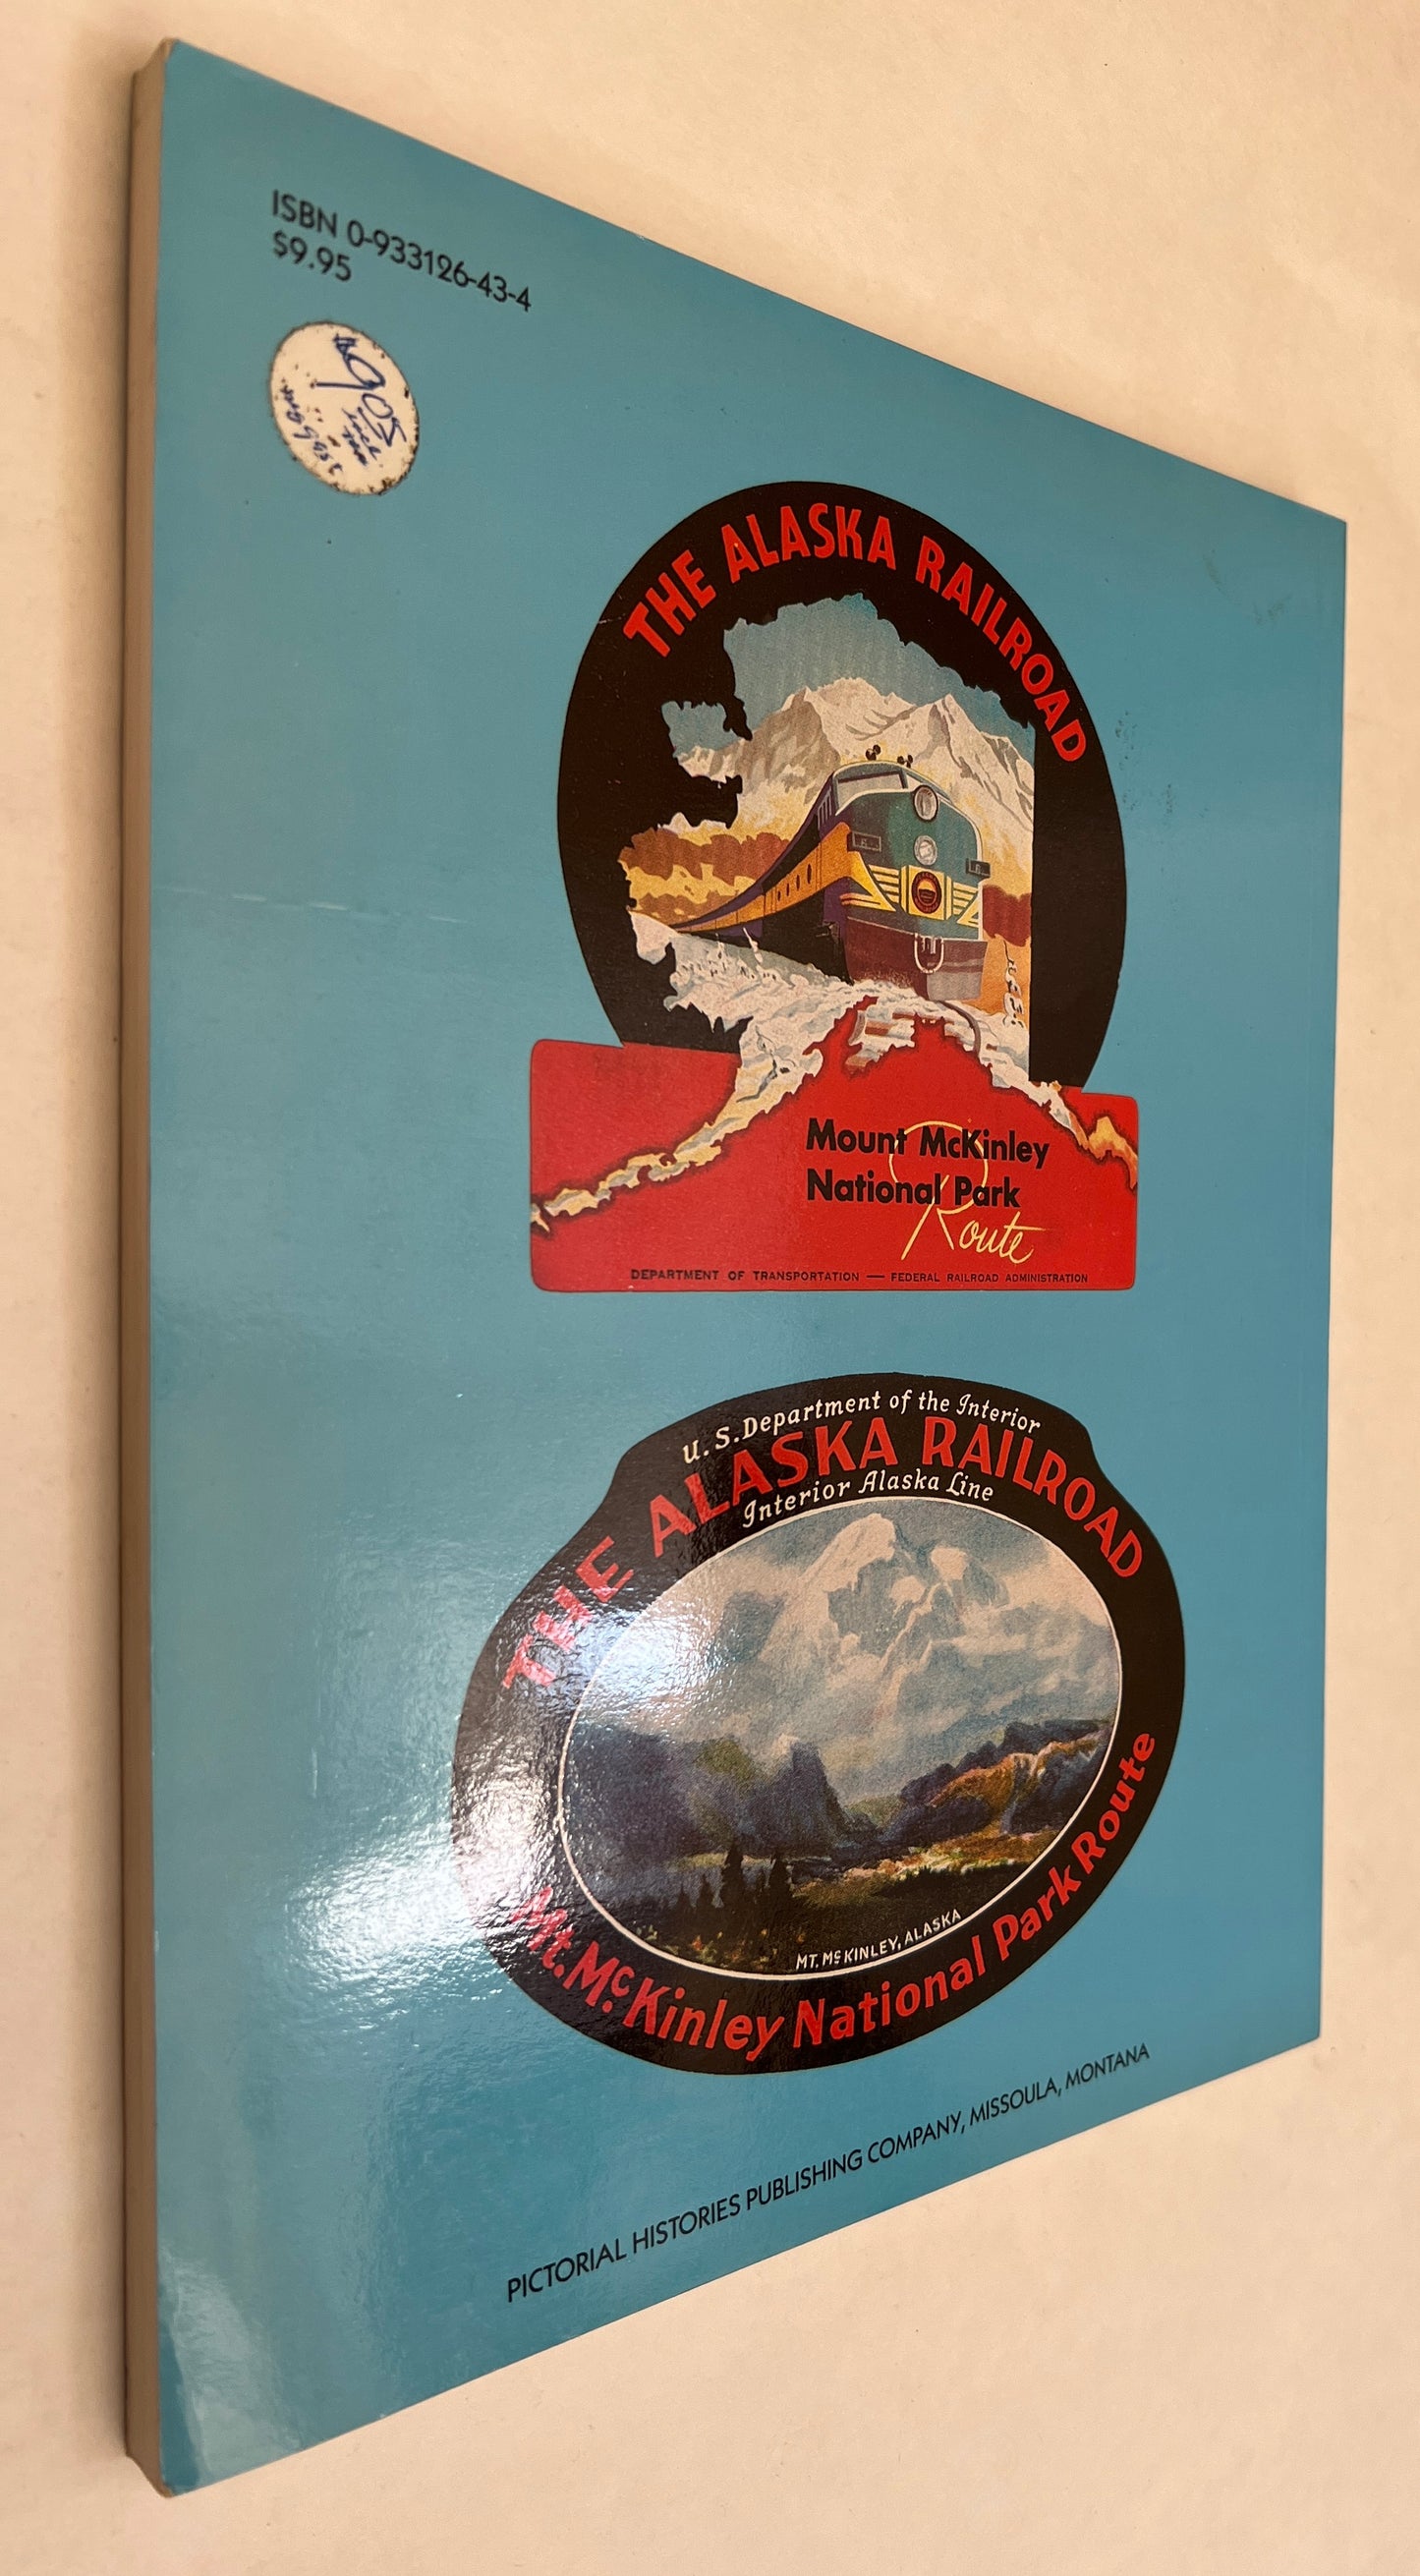 ISBN 0-933126-43-4
$9.95
THE ALASKA RAILROAD
Mount McKinley
National Park
Route
DEPARTMENT OF TRANSPORTATION — FEDERAL RAILROAD ADMINISTRATION
U.S. Department of the Interior
THE ALASKA RAILROAD
Interior Alaska Line
MT. McKINLEY, ALASKA
Mt. McKinley National Park Route
PICTORIAL HISTORIES PUBLISHING COMPANY, MISSOULA, MONTANA